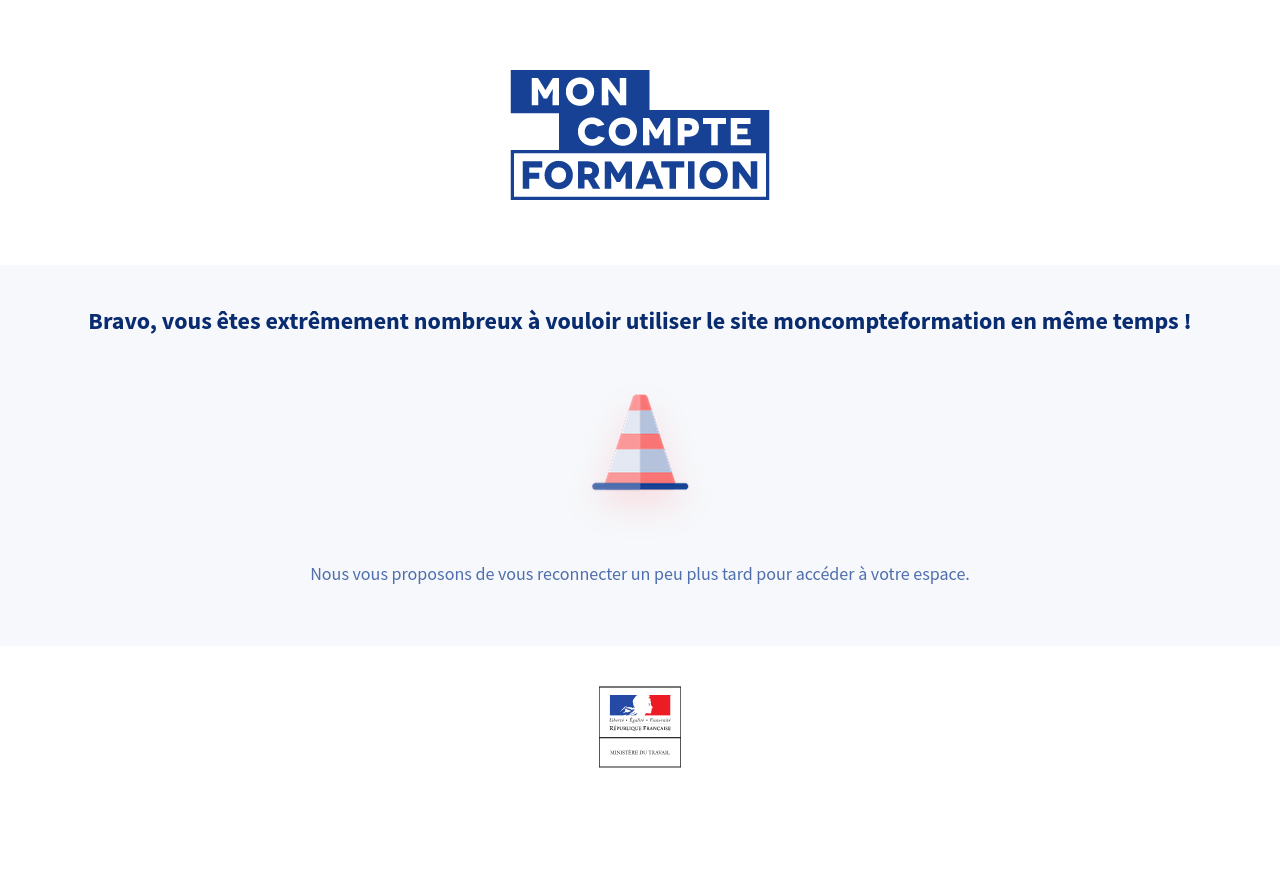 MON
COMPTE
FORMATION
Bravo, vous êtes extrêmement nombreux à vouloir utiliser le site moncompteformation en même temps !
Nous vous proposons de vous reconnecter un peu plus tard pour accéder à votre espace.
Liberté • Égalité • Fraternité
RÉPUBLIQUE FRANÇAISE
MINISTÈRE DU TRAVAIL